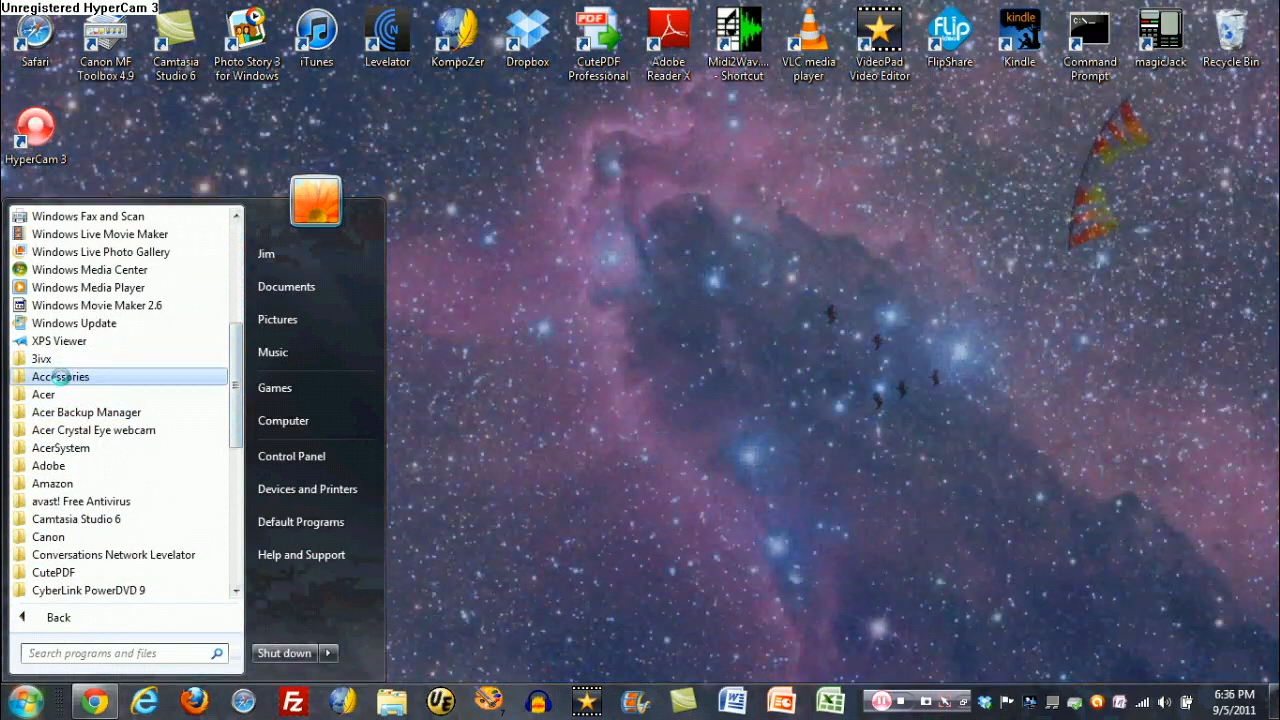 Unregistered HyperCam 3
Safari
Canon MF
Toolbox 4.9
Camtasia
Studio 6
Photo Story 3
for Windows
iTunes
Levelator
KompoZer
Dropbox
PDF
CutePDF
Professional
Adobe
Reader X
Midi2Wav....
- Shortcut
VLC media
player
VideoPad
Video Editor
FLIP
VIDEO
FlipShare
kindle
Kindle
C:\_
Command
Prompt
magicJack
Recycle Bin
HyperCam 3
Windows Fax and Scan
Windows Live Movie Maker
Windows Live Photo Gallery
Windows Media Center
Windows Media Player
Windows Movie Maker 2.6
Windows Update
XPS Viewer
3ivx
Accessories
Acer
Acer Backup Manager
Acer Crystal Eye webcam
AcerSystem
Adobe
Amazon
avast! Free Antivirus
Camtasia Studio 6
Canon
Conversations Network Levelator
CutePDF
CyberLink PowerDVD 9
Back
Search programs and files
Jim
Documents
Pictures
Music
Games
Computer
Control Panel
Devices and Printers
Default Programs
Help and Support
Shut down
Fz
UE
W
P
X
6:36 PM
9/5/2011